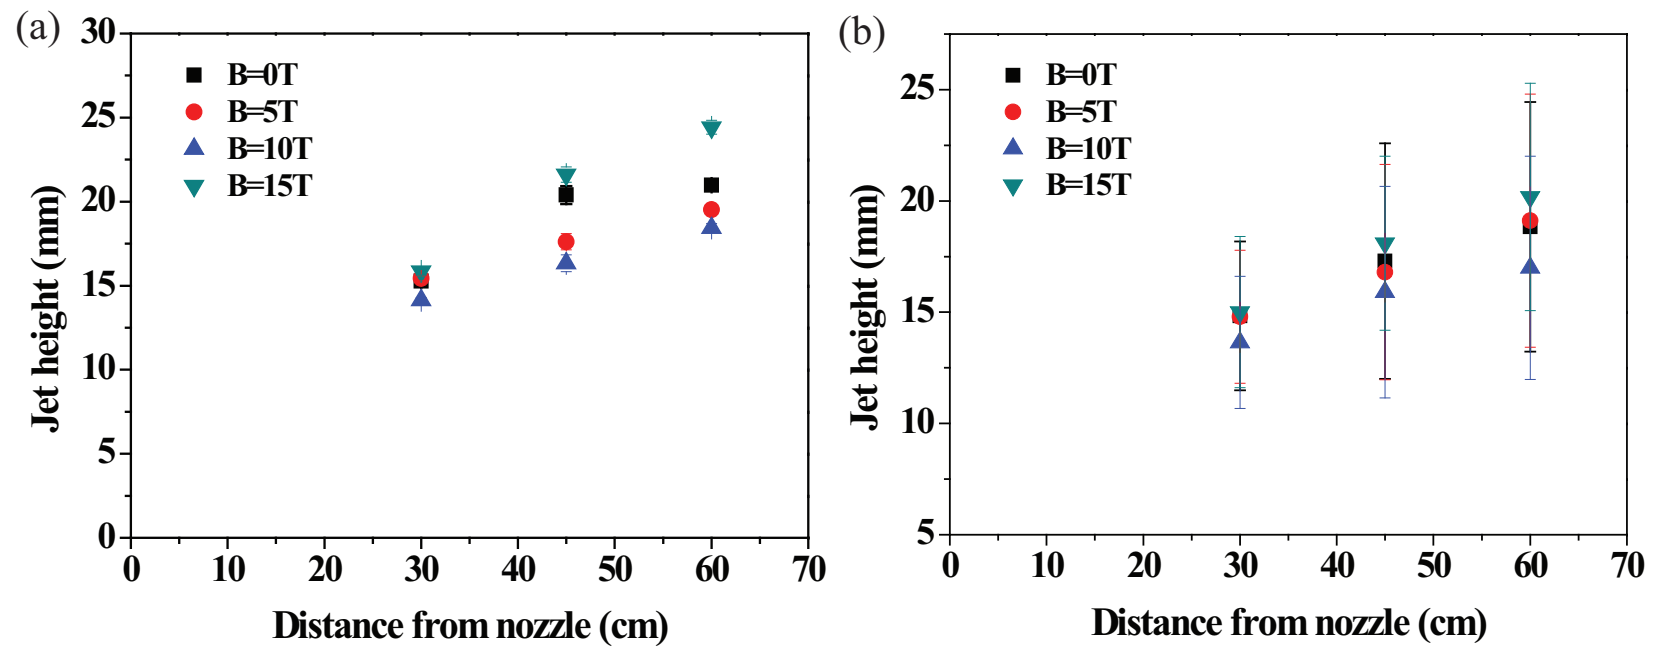 (a)
30
25
20
15
10
5
0
B=0T
B=5T
B=10T
B=15T
Jet height (mm)
0 10 20 30 40 50 60 70
Distance from nozzle (cm)
(b)
25
20
15
10
5
B=0T
B=5T
B=10T
B=15T
Jet height (mm)
0 10 20 30 40 50 60 70
Distance from nozzle (cm)